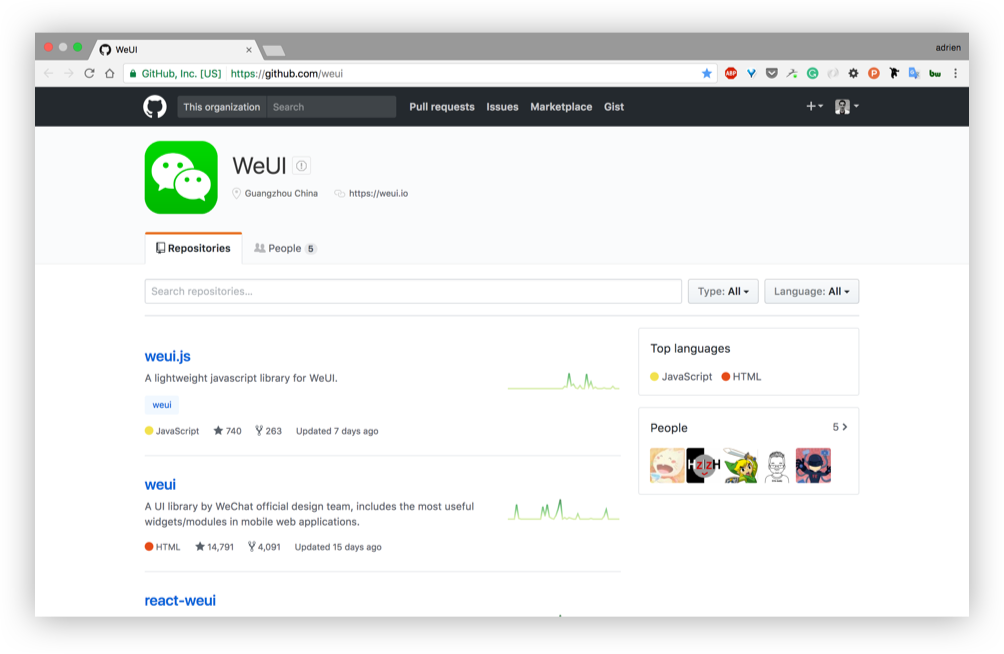 WeUI
adrien
GitHub, Inc. [US] https://github.com/weui
ABP
bw
This organization Search Pull requests Issues Marketplace Gist
WeUI
Guangzhou China https://weui.io
Repositories People 5
Search repositories... Type: All Language: All
weui.js
A lightweight javascript library for WeUI.
weui
JavaScript 740 263 Updated 7 days ago
weui
A UI library by WeChat official design team, includes the most useful
widgets/modules in mobile web applications.
HTML 14,791 4,091 Updated 15 days ago
react-weui
Top languages
JavaScript HTML
People 5
HZIZH